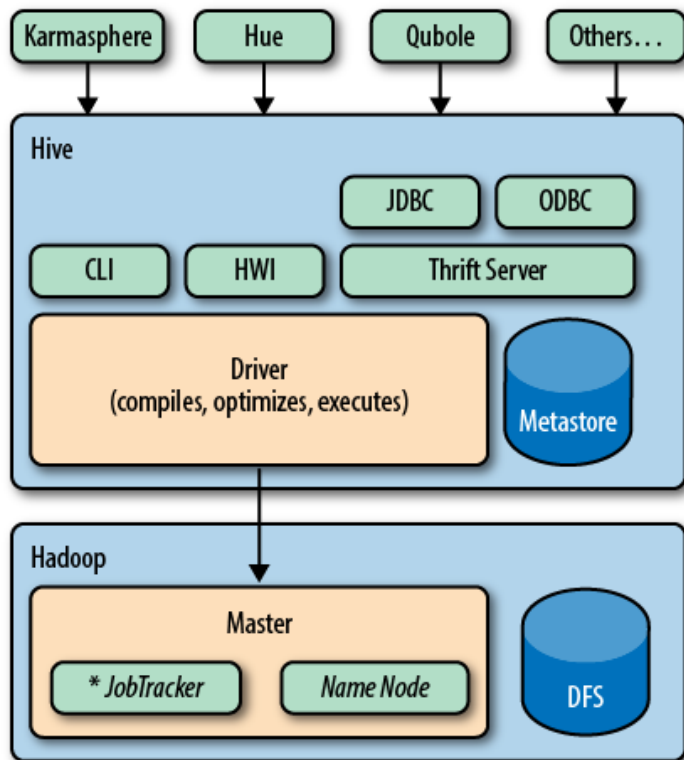 Karmasphere
Hue
Qubole
Others...
Hive
JDBC
ODBC
CLI
HWI
Thrift Server
Driver
(compiles, optimizes, executes)
Metastore
Hadoop
Master
* JobTracker
Name Node
DFS